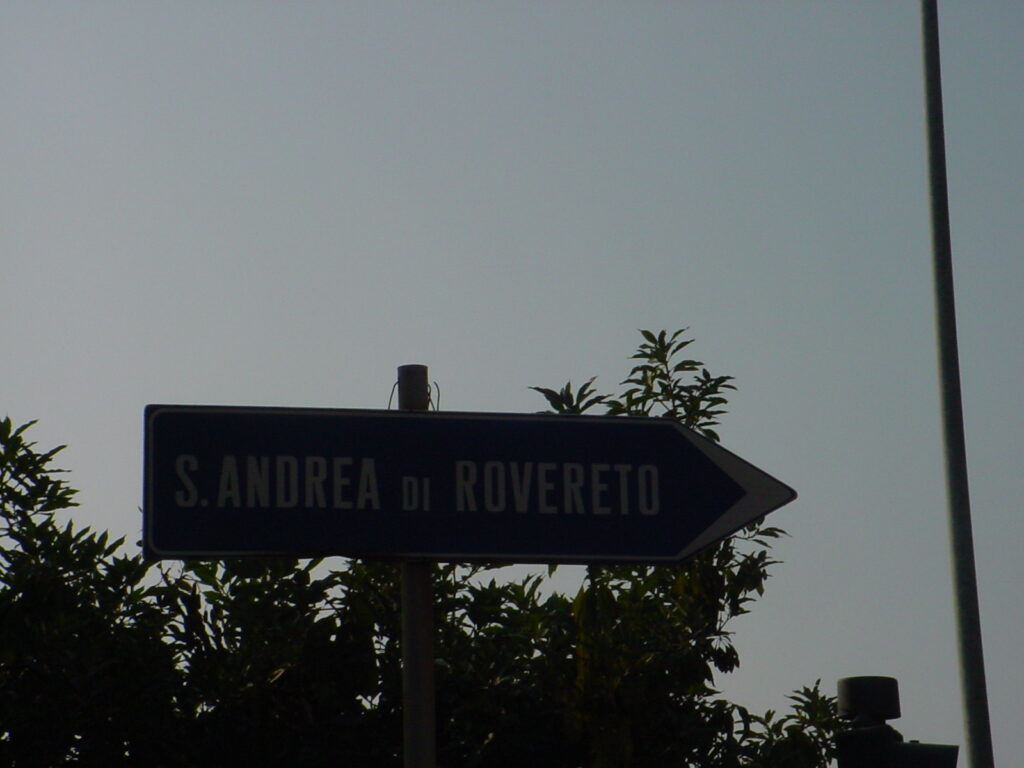 S. ANDREA DI ROVERETO